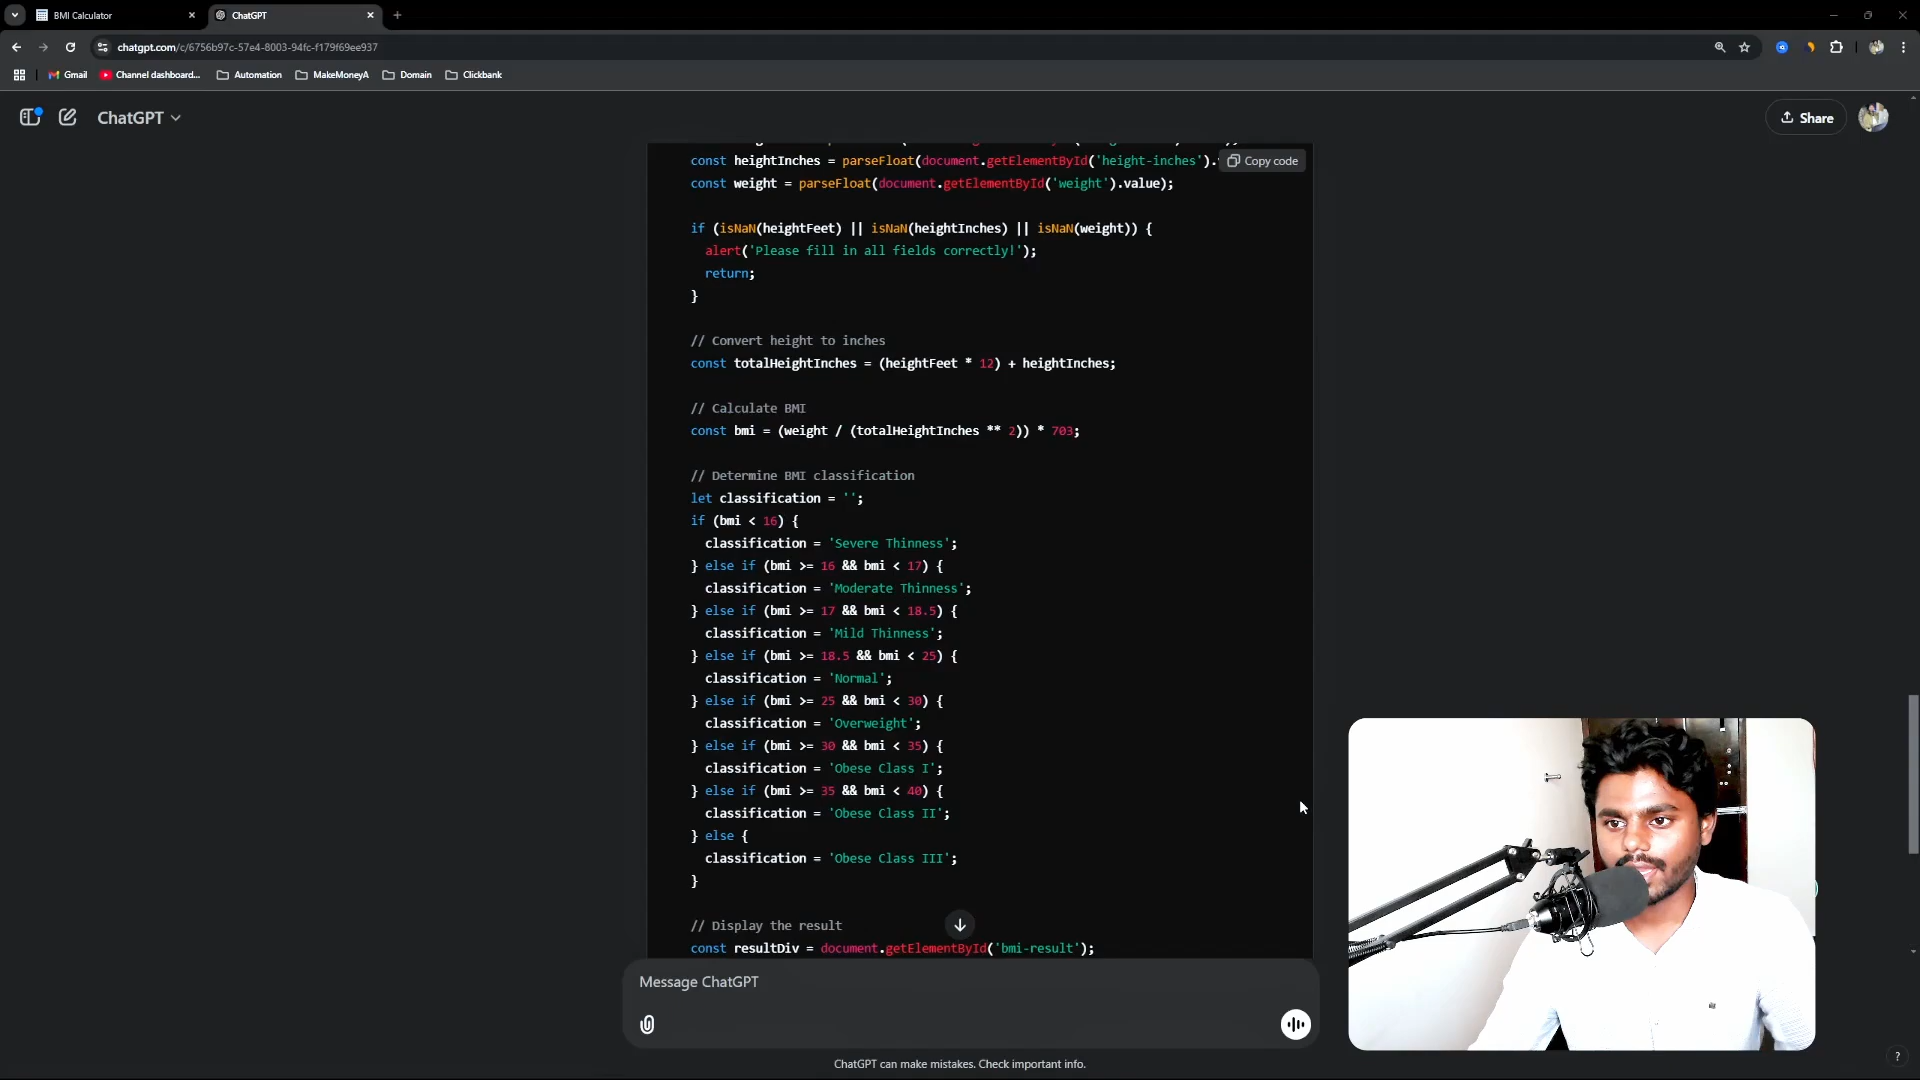 BMI Calculator
ChatGPT
chatgpt.com/c/6756b97c-57e4-8003-94fc-f179f69ee937
Gmail
Channel dashboard...
Automation
MakeMoneyA
Domain
Clickbank
ChatGPT
Share
const heightInches = parseFloat(document.getElementById('height-inches').
Copy code
const weight = parseFloat(document.getElementById('weight').value);
if (isNaN(heightFeet) || isNaN(heightInches) || isNaN(weight)) {
alert('Please fill in all fields correctly!');
return;
}
// Convert height to inches
const totalHeightInches = (heightFeet * 12) + heightInches;
// Calculate BMI
const bmi = (weight / (totalHeightInches ** 2)) * 703;
// Determine BMI classification
let classification = '';
if (bmi < 16) {
classification = 'Severe Thinness';
} else if (bmi >= 16 && bmi < 17) {
classification = 'Moderate Thinness';
} else if (bmi >= 17 && bmi < 18.5) {
classification = 'Mild Thinness';
} else if (bmi >= 18.5 && bmi < 25) {
classification = 'Normal';
} else if (bmi >= 25 && bmi < 30) {
classification = 'Overweight';
} else if (bmi >= 30 && bmi < 35) {
classification = 'Obese Class I';
} else if (bmi >= 35 && bmi < 40) {
classification = 'Obese Class II';
} else {
classification = 'Obese Class III';
}
// Display the result
const resultDiv = document.getElementById('bmi-result');
Message ChatGPT
ChatGPT can make mistakes. Check important info.
?